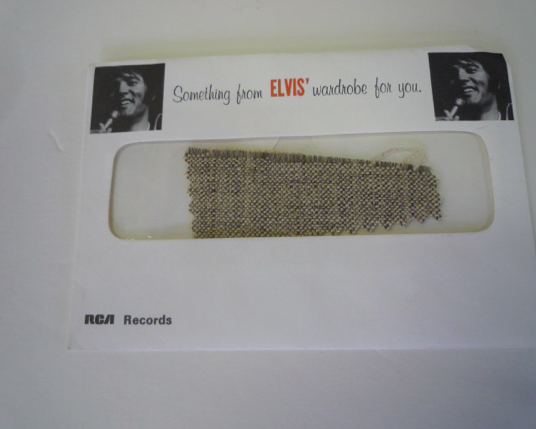 Something from ELVIS' wardrobe for you.
RCA Records